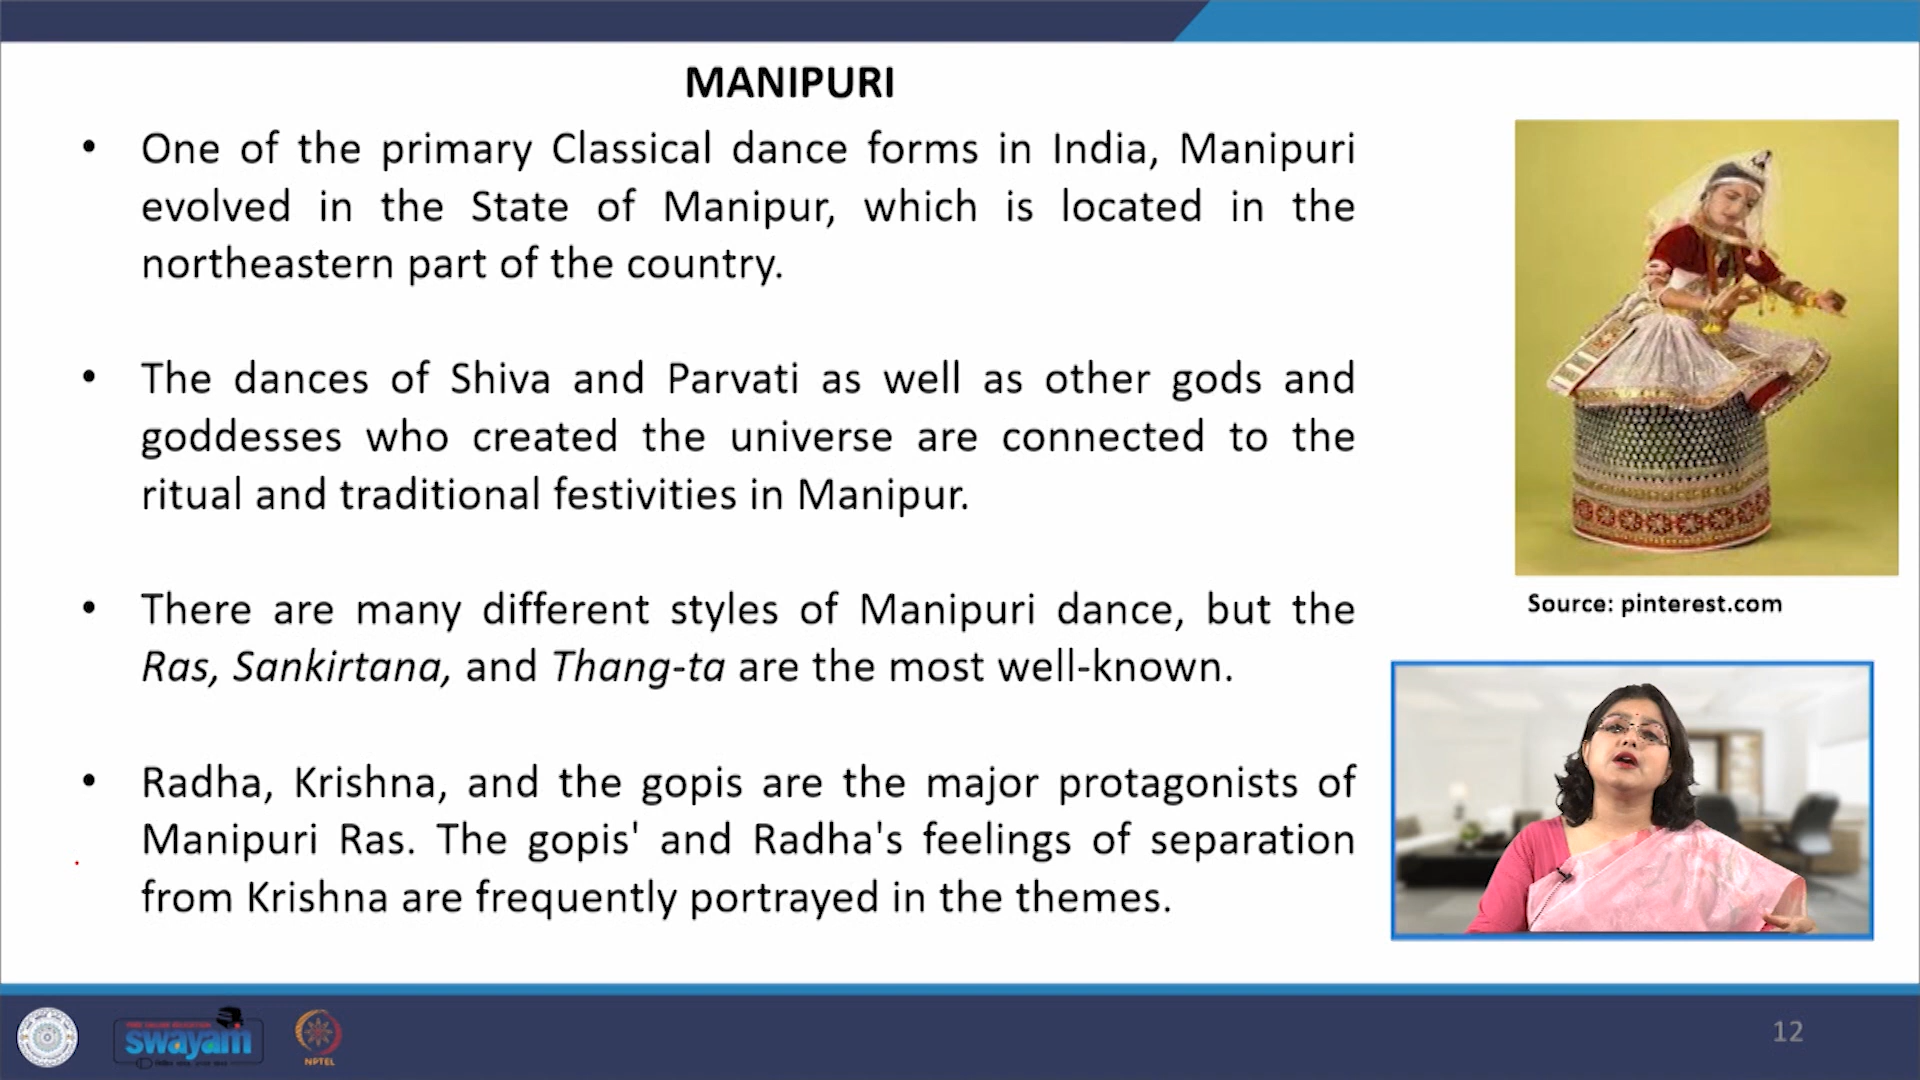 MANIPURI
• One of the primary Classical dance forms in India, Manipuri
evolved in the State of Manipur, which is located in the
northeastern part of the country.
• The dances of Shiva and Parvati as well as other gods and
goddesses who created the universe are connected to the
ritual and traditional festivities in Manipur.
• There are many different styles of Manipuri dance, but the
Ras, Sankirtana, and Thang-ta are the most well-known.
• Radha, Krishna, and the gopis are the major protagonists of
Manipuri Ras. The gopis' and Radha's feelings of separation
from Krishna are frequently portrayed in the themes.
Source: pinterest.com
swayam
NPTEL
12